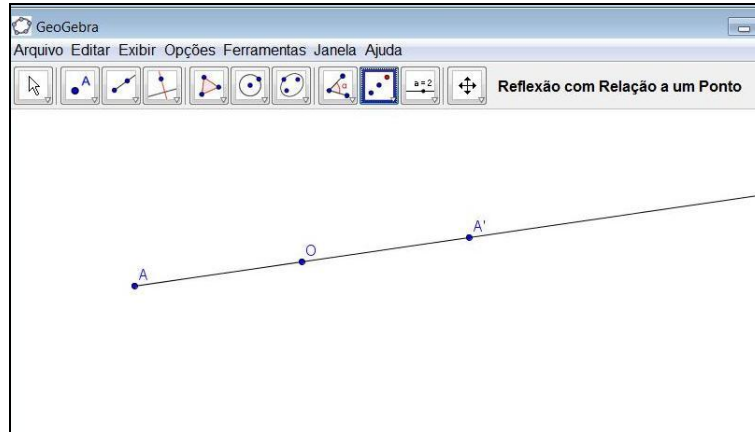 GeoGebra
Arquivo Editar Exibir Opções Ferramentas Janela Ajuda
A
α
a=2
Reflexão com Relação a um Ponto
A'
O
A